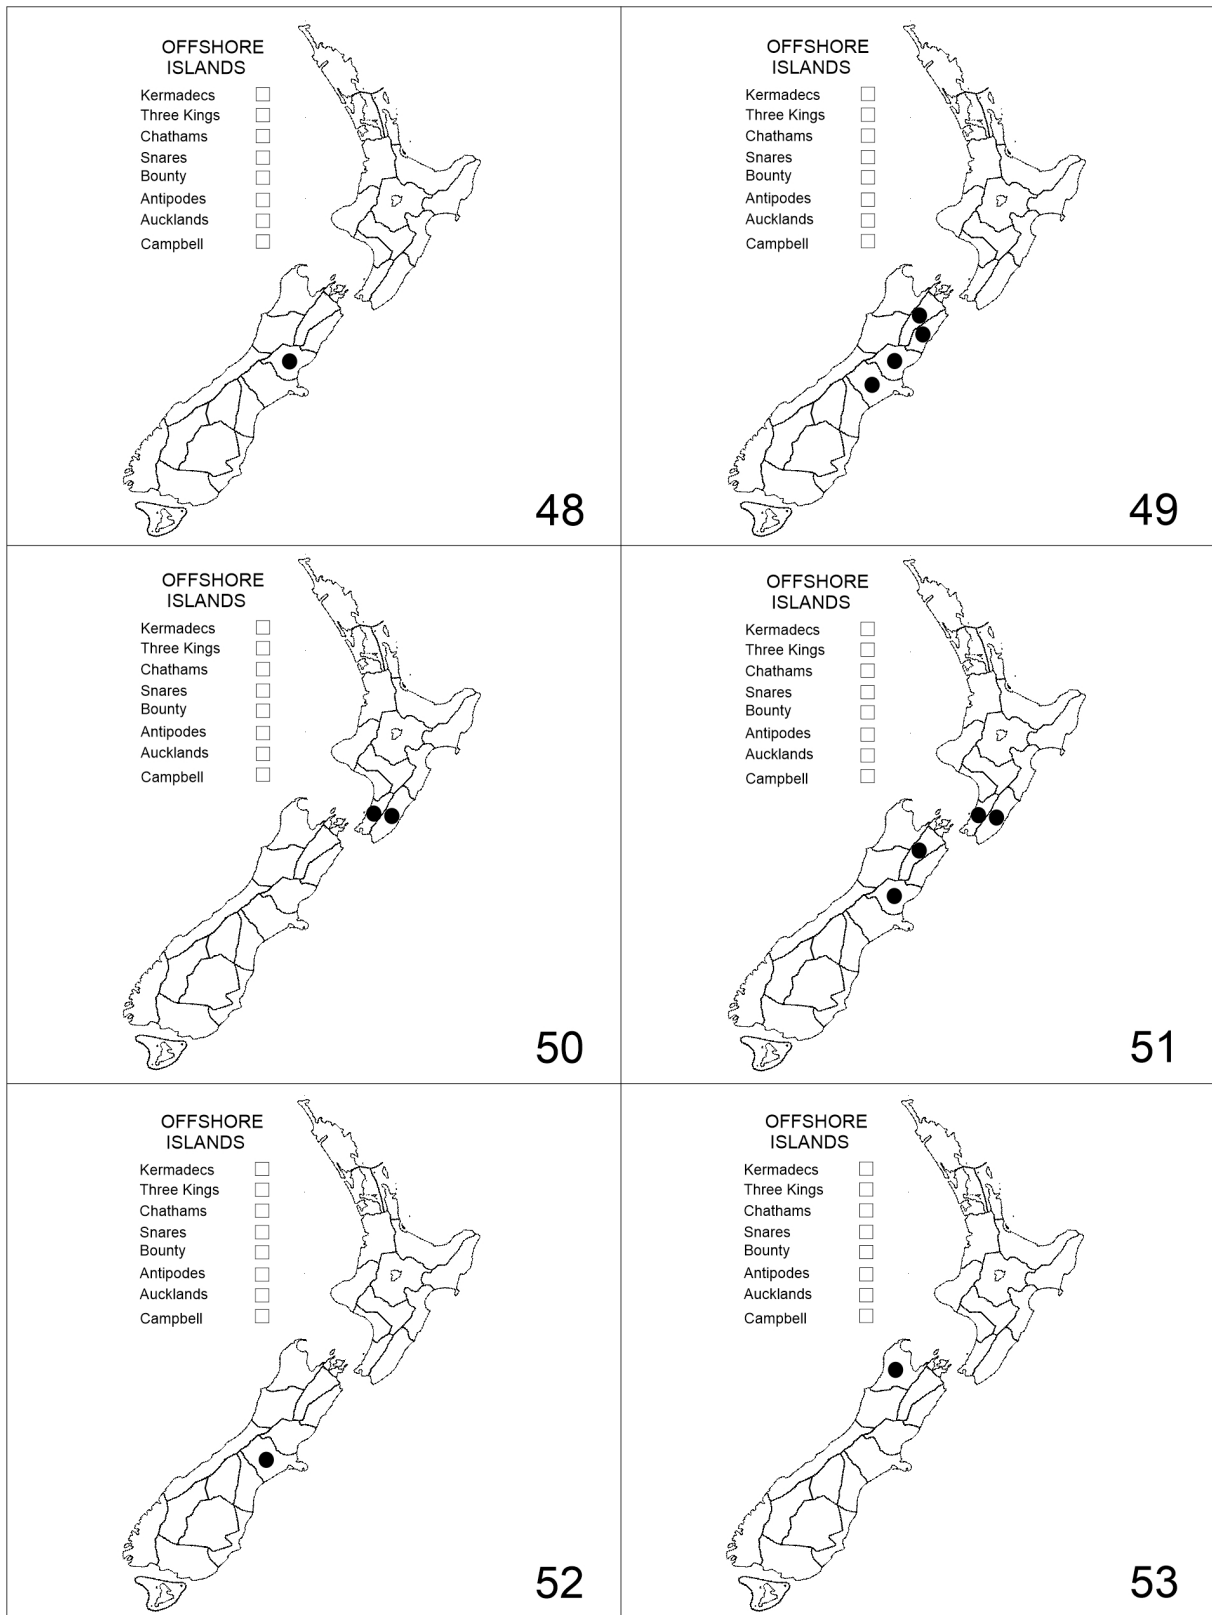 OFFSHORE
ISLANDS
Kermadecs
Three Kings
Chathams
Snares
Bounty
Antipodes
Aucklands
Campbell
48
OFFSHORE
ISLANDS
Kermadecs
Three Kings
Chathams
Snares
Bounty
Antipodes
Aucklands
Campbell
49
OFFSHORE
ISLANDS
Kermadecs
Three Kings
Chathams
Snares
Bounty
Antipodes
Aucklands
Campbell
50
OFFSHORE
ISLANDS
Kermadecs
Three Kings
Chathams
Snares
Bounty
Antipodes
Aucklands
Campbell
51
OFFSHORE
ISLANDS
Kermadecs
Three Kings
Chathams
Snares
Bounty
Antipodes
Aucklands
Campbell
52
OFFSHORE
ISLANDS
Kermadecs
Three Kings
Chathams
Snares
Bounty
Antipodes
Aucklands
Campbell
53